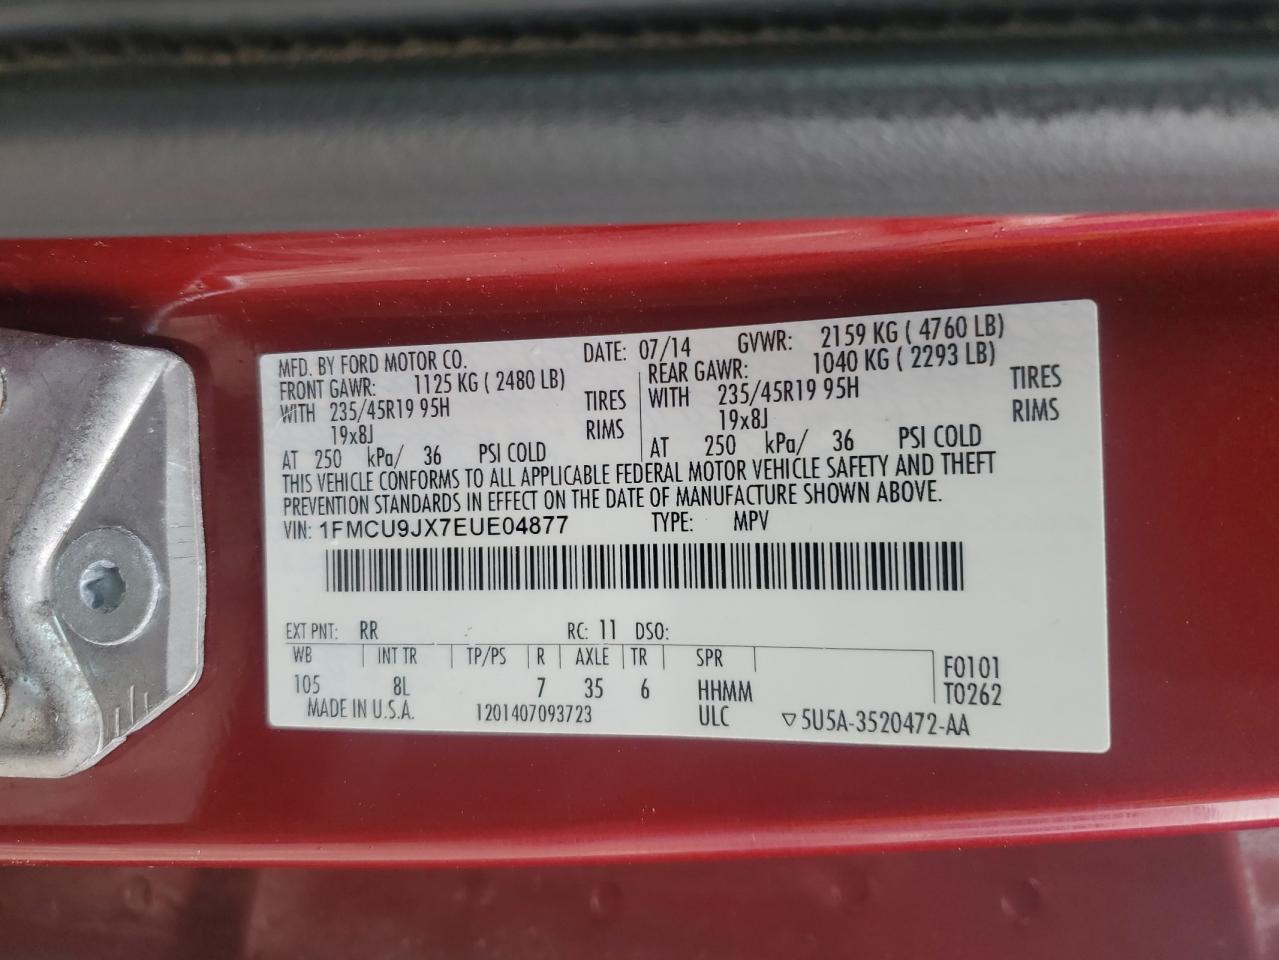 MFD. BY FORD MOTOR CO. DATE: 07/14 GVWR: 2159 KG ( 4760 LB)
FRONT GAWR: 1125 KG ( 2480 LB) REAR GAWR: 1040 KG ( 2293 LB)
WITH 235/45R19 95H TIRES WITH 235/45R19 95H TIRES
19x8J RIMS 19x8J RIMS
AT 250 kPa/ 36 PSI COLD AT 250 kPa/ 36 PSI COLD
THIS VEHICLE CONFORMS TO ALL APPLICABLE FEDERAL MOTOR VEHICLE SAFETY AND THEFT
PREVENTION STANDARDS IN EFFECT ON THE DATE OF MANUFACTURE SHOWN ABOVE.
VIN: 1FMCU9JX7EUE04877 TYPE: MPV
EXT PNT: RR RC: 11 DSO:
WB INT TR TP/PS R AXLE TR SPR F0101
105 8L 7 35 6 HHMM T0262
MADE IN U.S.A. 1201407093723 ULC ▽5U5A-3520472-AA